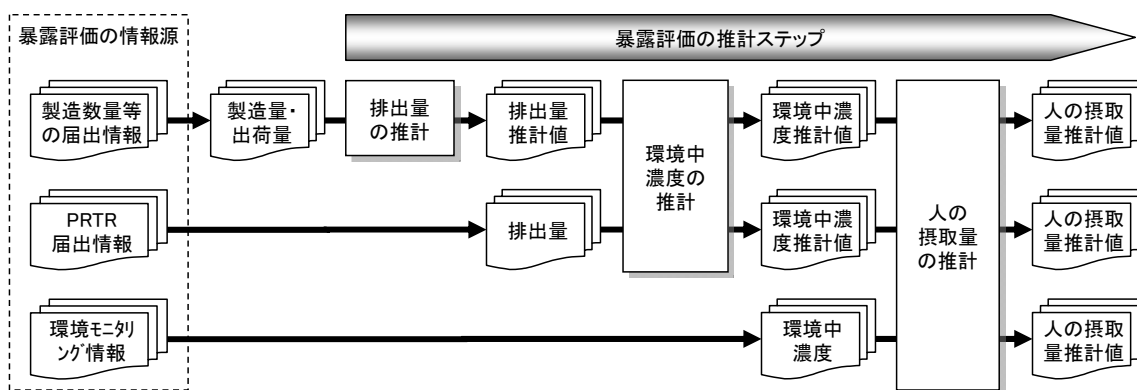 暴露評価の情報源
暴露評価の推計ステップ
製造数量等
の届出情報
製造量・
出荷量
排出量
の推計
排出量
推計値
環境中
濃度の
推計
環境中濃
度推計値
人の
摂取量
の推計
人の摂取
量推計値
PRTR
届出情報
排出量
環境中濃
度推計値
人の摂取
量推計値
環境ﾓﾆﾀﾘ
ﾝｸﾞ情報
環境中
濃度
人の摂取
量推計値